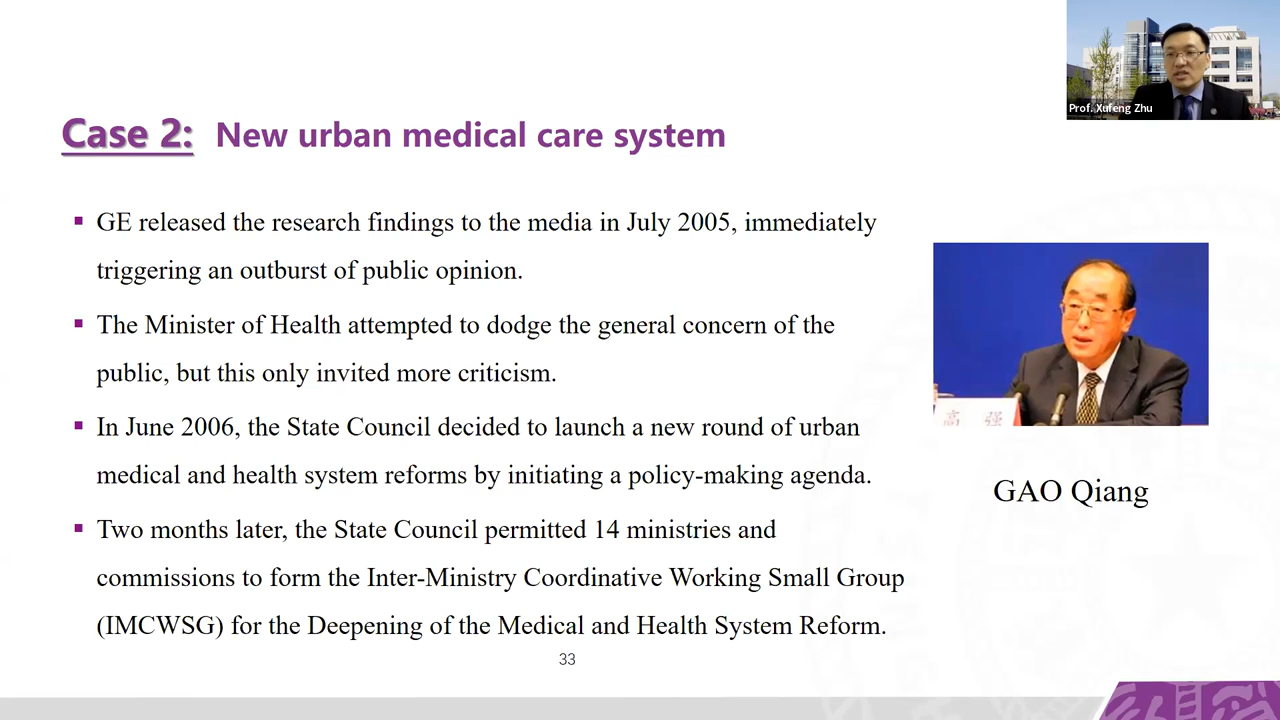 Prof. Xufeng Zhu
Case 2: New urban medical care system
GE released the research findings to the media in July 2005, immediately
triggering an outburst of public opinion.
The Minister of Health attempted to dodge the general concern of the
public, but this only invited more criticism.
In June 2006, the State Council decided to launch a new round of urban
medical and health system reforms by initiating a policy-making agenda.
Two months later, the State Council permitted 14 ministries and
commissions to form the Inter-Ministry Coordinative Working Small Group
(IMCWSG) for the Deepening of the Medical and Health System Reform.
高 强
GAO Qiang
33